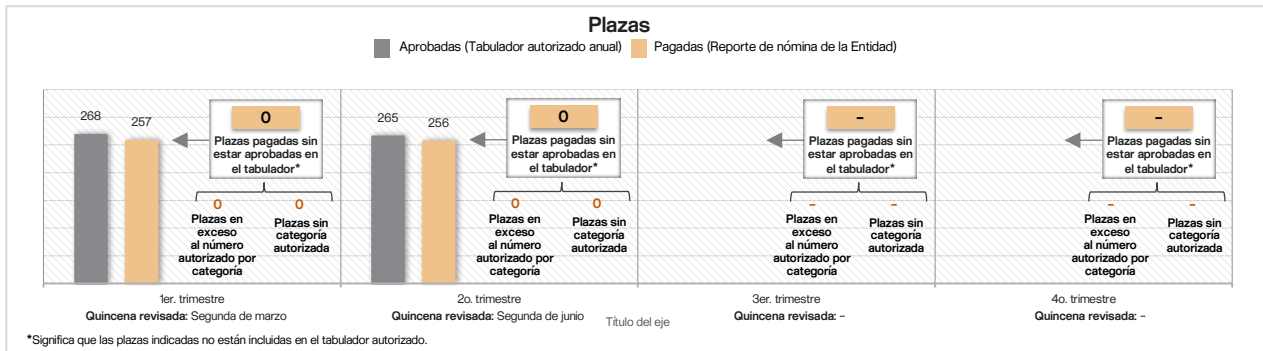 Plazas
Aprobadas (Tabulador autorizado anual)
Pagadas (Reporte de nómina de la Entidad)
268
257
0
Plazas pagadas sin
estar aprobadas en
el tabulador*
0
0
Plazas en
exceso
al número
autorizado por
categoría
Plazas sin
categoría
autorizada
265
256
0
Plazas pagadas sin
estar aprobadas en
el tabulador*
0
0
Plazas en
exceso
al número
autorizado por
categoría
Plazas sin
categoría
autorizada
–
Plazas pagadas sin
estar aprobadas en
el tabulador*
–
–
Plazas en
exceso
al número
autorizado por
categoría
Plazas sin
categoría
autorizada
–
Plazas pagadas sin
estar aprobadas en
el tabulador*
–
–
Plazas en
exceso
al número
autorizado por
categoría
Plazas sin
categoría
autorizada
1er. trimestre
Quincena revisada: Segunda de marzo
2o. trimestre
Quincena revisada: Segunda de junio
3er. trimestre
Quincena revisada: –
4o. trimestre
Quincena revisada: –
Título del eje
*Significa que las plazas indicadas no están incluidas en el tabulador autorizado.